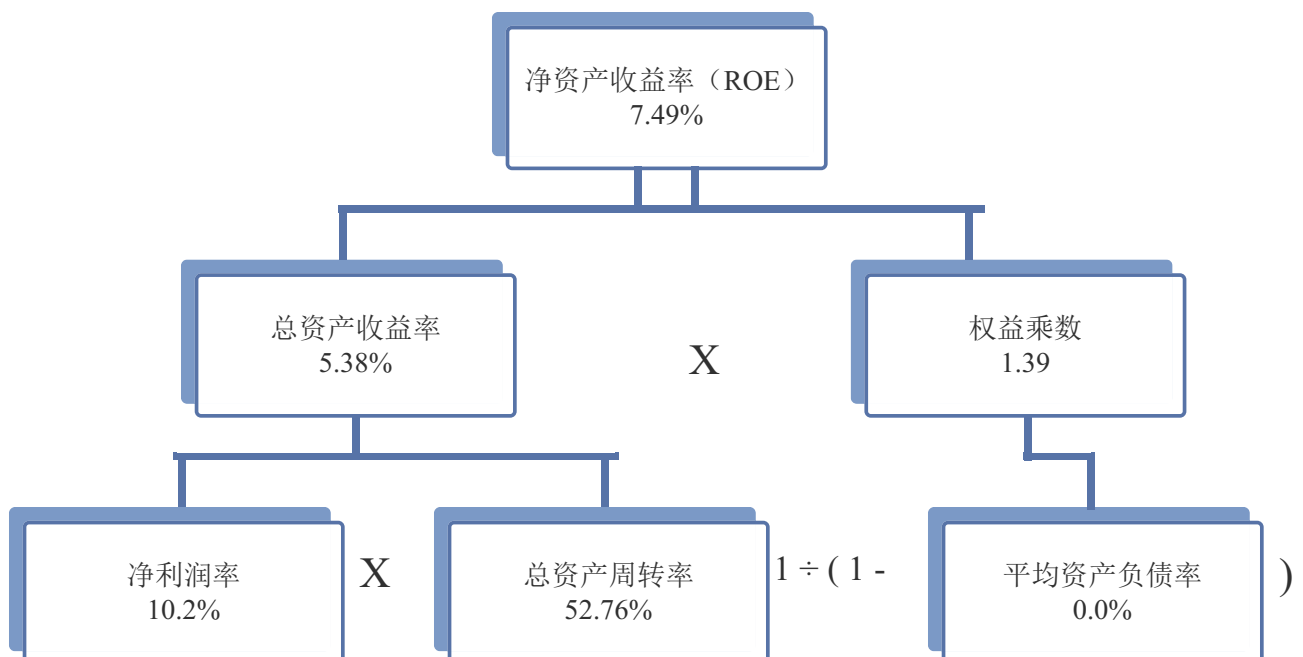 净资产收益率（ROE）
7.49%
总资产收益率
5.38%
X
权益乘数
1.39
净利润率
10.2%
X
总资产周转率
52.76%
1 ÷ ( 1 -
平均资产负债率
0.0%
)